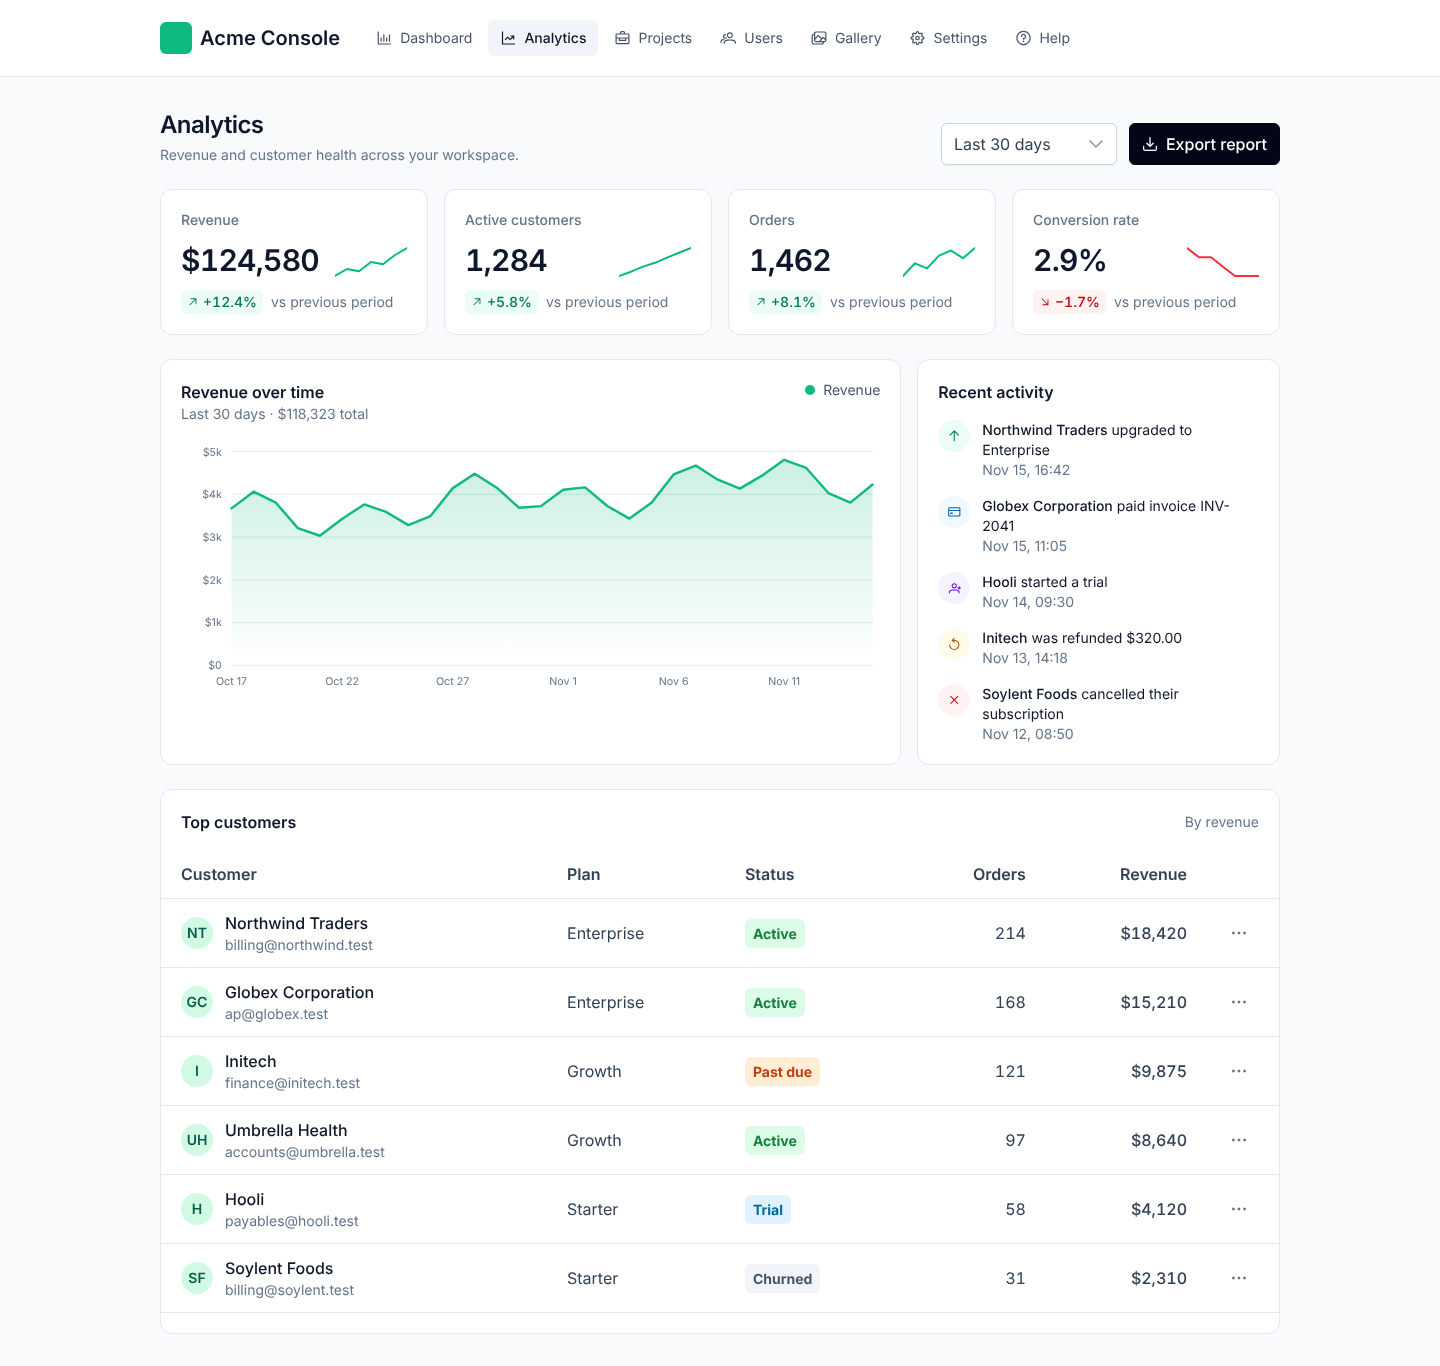 Acme Console
Dashboard
Analytics
Projects
Users
Gallery
Settings
Help
Analytics
Revenue and customer health across your workspace.
Last 30 days
Export report
Revenue
$124,580
+12.4% vs previous period
Active customers
1,284
+5.8% vs previous period
Orders
1,462
+8.1% vs previous period
Conversion rate
2.9%
−1.7% vs previous period
Revenue over time
Last 30 days · $118,323 total
Revenue
$5k
$4k
$3k
$2k
$1k
$0
Oct 17 Oct 22 Oct 27 Nov 1 Nov 6 Nov 11
Recent activity
Northwind Traders upgraded to
Enterprise
Nov 15, 16:42
Globex Corporation paid invoice INV-
2041
Nov 15, 11:05
Hooli started a trial
Nov 14, 09:30
Initech was refunded $320.00
Nov 13, 14:18
Soylent Foods cancelled their
subscription
Nov 12, 08:50
Top customers
By revenue
Customer Plan Status Orders Revenue
NT Northwind Traders
billing@northwind.test
Enterprise Active 214 $18,420
GC Globex Corporation
ap@globex.test
Enterprise Active 168 $15,210
I Initech
finance@initech.test
Growth Past due 121 $9,875
UH Umbrella Health
accounts@umbrella.test
Growth Active 97 $8,640
H Hooli
payables@hooli.test
Starter Trial 58 $4,120
SF Soylent Foods
billing@soylent.test
Starter Churned 31 $2,310